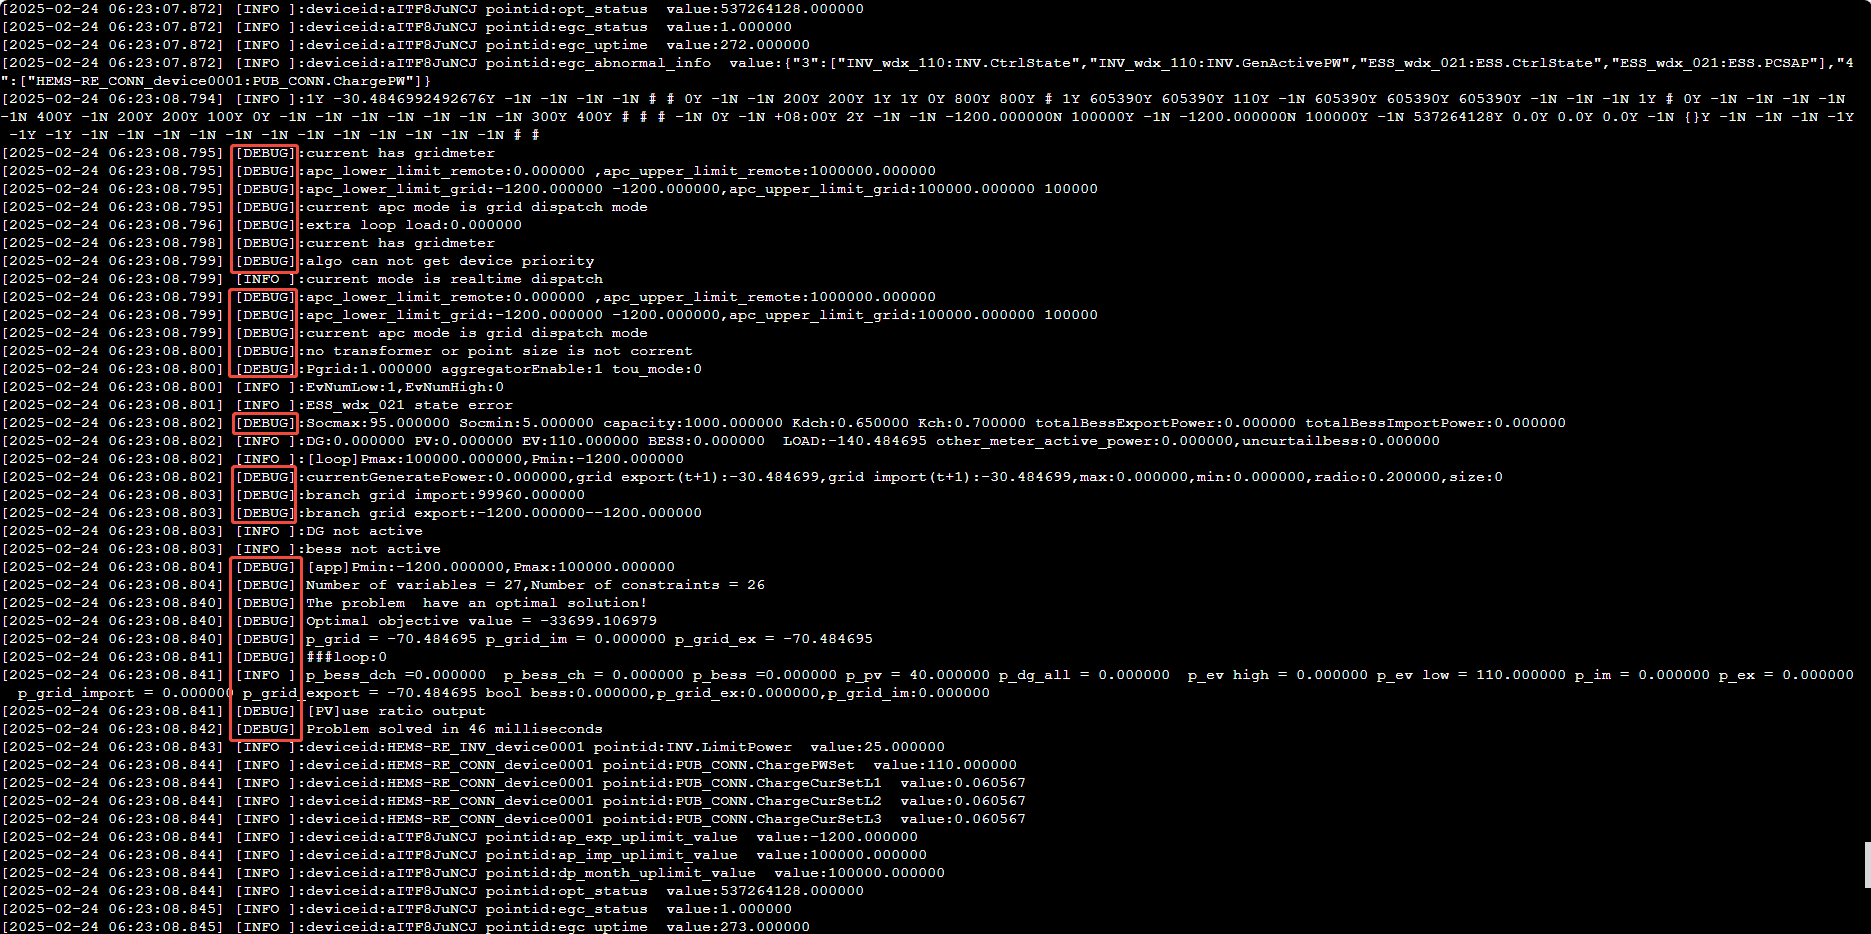 [2025-02-24 06:23:07.872] [INFO ]:deviceid:aITF8JuNCJ pointid:opt_status  value:537264128.000000
[2025-02-24 06:23:07.872] [INFO ]:deviceid:aITF8JuNCJ pointid:egc_status  value:1.000000
[2025-02-24 06:23:07.872] [INFO ]:deviceid:aITF8JuNCJ pointid:egc_uptime  value:272.000000
[2025-02-24 06:23:07.872] [INFO ]:deviceid:aITF8JuNCJ pointid:egc_abnormal_info  value:{"3":["INV_wdx_110:INV.CtrlState","INV_wdx_110:INV.GenActivePW","ESS_wdx_021:ESS.CtrlState","ESS_wdx_021:ESS.PCSAP"],"4
":["HEMS-RE_CONN_device0001:PUB_CONN.ChargePW"]}
[2025-02-24 06:23:08.794] [INFO ]:1Y -30.4846992492676Y -1N -1N -1N -1N # # 0Y -1N -1N 200Y 200Y 1Y 1Y 0Y 800Y 800Y # 1Y 605390Y 605390Y 110Y -1N 605390Y 605390Y 605390Y -1N -1N -1N 1Y # 0Y -1N -1N -1N -1N
-1N 400Y -1N 200Y 200Y 100Y 0Y -1N -1N -1N -1N -1N -1N -1N 300Y 400Y # # # -1N 0Y -1N +08:00Y 2Y -1N -1N -1200.000000N 100000Y -1N -1200.000000N 100000Y -1N 537264128Y 0.0Y 0.0Y 0.0Y -1N {}Y -1N -1N -1N -1Y
-1Y -1Y -1N -1N -1N -1N -1N -1N -1N -1N -1N -1N -1N # #
[2025-02-24 06:23:08.795] [DEBUG]:current has gridmeter
[2025-02-24 06:23:08.795] [DEBUG]:apc_lower_limit_remote:0.000000 ,apc_upper_limit_remote:1000000.000000
[2025-02-24 06:23:08.795] [DEBUG]:apc_lower_limit_grid:-1200.000000 -1200.000000,apc_upper_limit_grid:100000.000000 100000
[2025-02-24 06:23:08.795] [DEBUG]:current apc mode is grid dispatch mode
[2025-02-24 06:23:08.796] [DEBUG]:extra loop load:0.000000
[2025-02-24 06:23:08.798] [DEBUG]:current has gridmeter
[2025-02-24 06:23:08.799] [DEBUG]:algo can not get device priority
[2025-02-24 06:23:08.799] [INFO ]:current mode is realtime dispatch
[2025-02-24 06:23:08.799] [DEBUG]:apc_lower_limit_remote:0.000000 ,apc_upper_limit_remote:1000000.000000
[2025-02-24 06:23:08.799] [DEBUG]:apc_lower_limit_grid:-1200.000000 -1200.000000,apc_upper_limit_grid:100000.000000 100000
[2025-02-24 06:23:08.799] [DEBUG]:current apc mode is grid dispatch mode
[2025-02-24 06:23:08.800] [DEBUG]:no transformer or point size is not corrent
[2025-02-24 06:23:08.800] [DEBUG]:Pgrid:1.000000 aggregatorEnable:1 tou_mode:0
[2025-02-24 06:23:08.800] [INFO ]:EvNumLow:1,EvNumHigh:0
[2025-02-24 06:23:08.801] [INFO ]:ESS_wdx_021 state error
[2025-02-24 06:23:08.802] [DEBUG]:Socmax:95.000000 Socmin:5.000000 capacity:1000.000000 Kdch:0.650000 Kch:0.700000 totalBessExportPower:0.000000 totalBessImportPower:0.000000
[2025-02-24 06:23:08.802] [INFO ]:DG:0.000000 PV:0.000000 EV:110.000000 BESS:0.000000  LOAD:-140.484695 other_meter_active_power:0.000000,uncurtailbess:0.000000
[2025-02-24 06:23:08.802] [INFO ]:[loop]Pmax:100000.000000,Pmin:-1200.000000
[2025-02-24 06:23:08.802] [DEBUG]:currentGeneratePower:0.000000,grid export(t+1):-30.484699,grid import(t+1):-30.484699,max:0.000000,min:0.000000,radio:0.200000,size:0
[2025-02-24 06:23:08.803] [DEBUG]:branch grid import:99960.000000
[2025-02-24 06:23:08.803] [DEBUG]:branch grid export:-1200.000000--1200.000000
[2025-02-24 06:23:08.803] [INFO ]:DG not active
[2025-02-24 06:23:08.803] [INFO ]:bess not active
[2025-02-24 06:23:08.804] [DEBUG] [app]Pmin:-1200.000000,Pmax:100000.000000
[2025-02-24 06:23:08.804] [DEBUG] Number of variables = 27,Number of constraints = 26
[2025-02-24 06:23:08.840] [DEBUG] The problem  have an optimal solution!
[2025-02-24 06:23:08.840] [DEBUG] Optimal objective value = -33699.106979
[2025-02-24 06:23:08.840] [DEBUG] p_grid = -70.484695 p_grid_im = 0.000000 p_grid_ex = -70.484695
[2025-02-24 06:23:08.841] [DEBUG] ###loop:0
[2025-02-24 06:23:08.841] [INFO ] p_bess_dch =0.000000  p_bess_ch = 0.000000 p_bess =0.000000 p_pv = 40.000000 p_dg_all = 0.000000  p_ev high = 0.000000 p_ev low = 110.000000 p_im = 0.000000 p_ex = 0.000000
p_grid_import = 0.000000 p_grid_export = -70.484695 bool bess:0.000000,p_grid_ex:0.000000,p_grid_im:0.000000
[2025-02-24 06:23:08.841] [DEBUG] [PV]use ratio output
[2025-02-24 06:23:08.842] [DEBUG] Problem solved in 46 milliseconds
[2025-02-24 06:23:08.843] [INFO ]:deviceid:HEMS-RE_INV_device0001 pointid:INV.LimitPower  value:25.000000
[2025-02-24 06:23:08.844] [INFO ]:deviceid:HEMS-RE_CONN_device0001 pointid:PUB_CONN.ChargePWSet  value:110.000000
[2025-02-24 06:23:08.844] [INFO ]:deviceid:HEMS-RE_CONN_device0001 pointid:PUB_CONN.ChargeCurSetL1  value:0.060567
[2025-02-24 06:23:08.844] [INFO ]:deviceid:HEMS-RE_CONN_device0001 pointid:PUB_CONN.ChargeCurSetL2  value:0.060567
[2025-02-24 06:23:08.844] [INFO ]:deviceid:HEMS-RE_CONN_device0001 pointid:PUB_CONN.ChargeCurSetL3  value:0.060567
[2025-02-24 06:23:08.844] [INFO ]:deviceid:aITF8JuNCJ pointid:ap_exp_uplimit_value  value:-1200.000000
[2025-02-24 06:23:08.844] [INFO ]:deviceid:aITF8JuNCJ pointid:ap_imp_uplimit_value  value:100000.000000
[2025-02-24 06:23:08.844] [INFO ]:deviceid:aITF8JuNCJ pointid:dp_month_uplimit_value  value:100000.000000
[2025-02-24 06:23:08.844] [INFO ]:deviceid:aITF8JuNCJ pointid:opt_status  value:537264128.000000
[2025-02-24 06:23:08.845] [INFO ]:deviceid:aITF8JuNCJ pointid:egc_status  value:1.000000
[2025-02-24 06:23:08.845] [INFO ]:deviceid:aITF8JuNCJ pointid:egc_uptime  value:273.000000